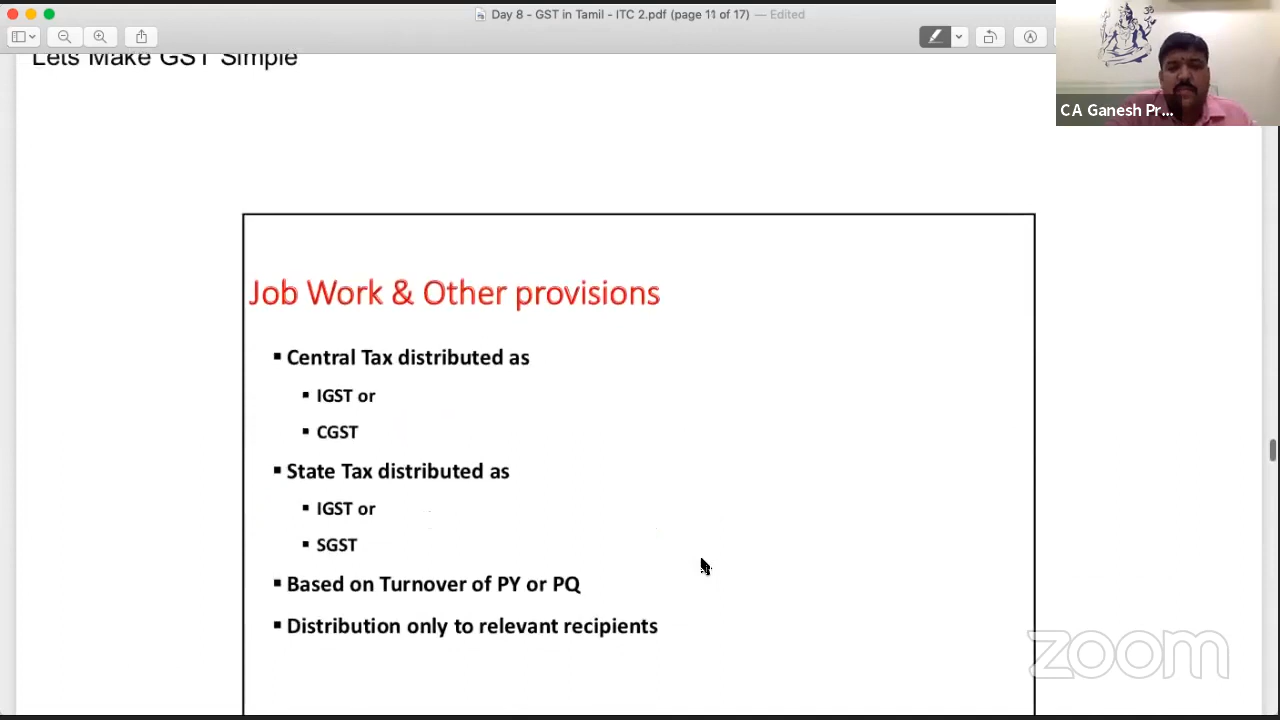 Day 8 - GST in Tamil - ITC 2.pdf (page 11 of 17) — Edited
Lets Make GST Simple
CA Ganesh Pr...
Job Work & Other provisions
▪ Central Tax distributed as
▪ IGST or
▪ CGST
▪ State Tax distributed as
▪ IGST or
▪ SGST
▪ Based on Turnover of PY or PQ
▪ Distribution only to relevant recipients
zoom